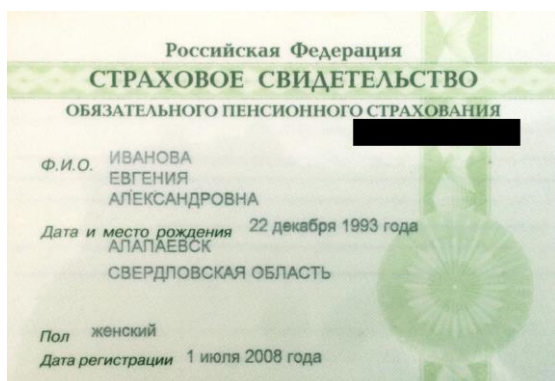 Российская Федерация
СТРАХОВОЕ СВИДЕТЕЛЬСТВО
ОБЯЗАТЕЛЬНОГО ПЕНСИОННОГО СТРАХОВАНИЯ
Ф.И.О. ИВАНОВА
ЕВГЕНИЯ
АЛЕКСАНДРОВНА
Дата и место рождения 22 декабря 1993 года
АЛАПАЕВСК
СВЕРДЛОВСКАЯ ОБЛАСТЬ
Пол женский
Дата регистрации 1 июля 2008 года